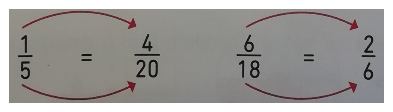 1/5 = 4/20 6/18 = 2/6